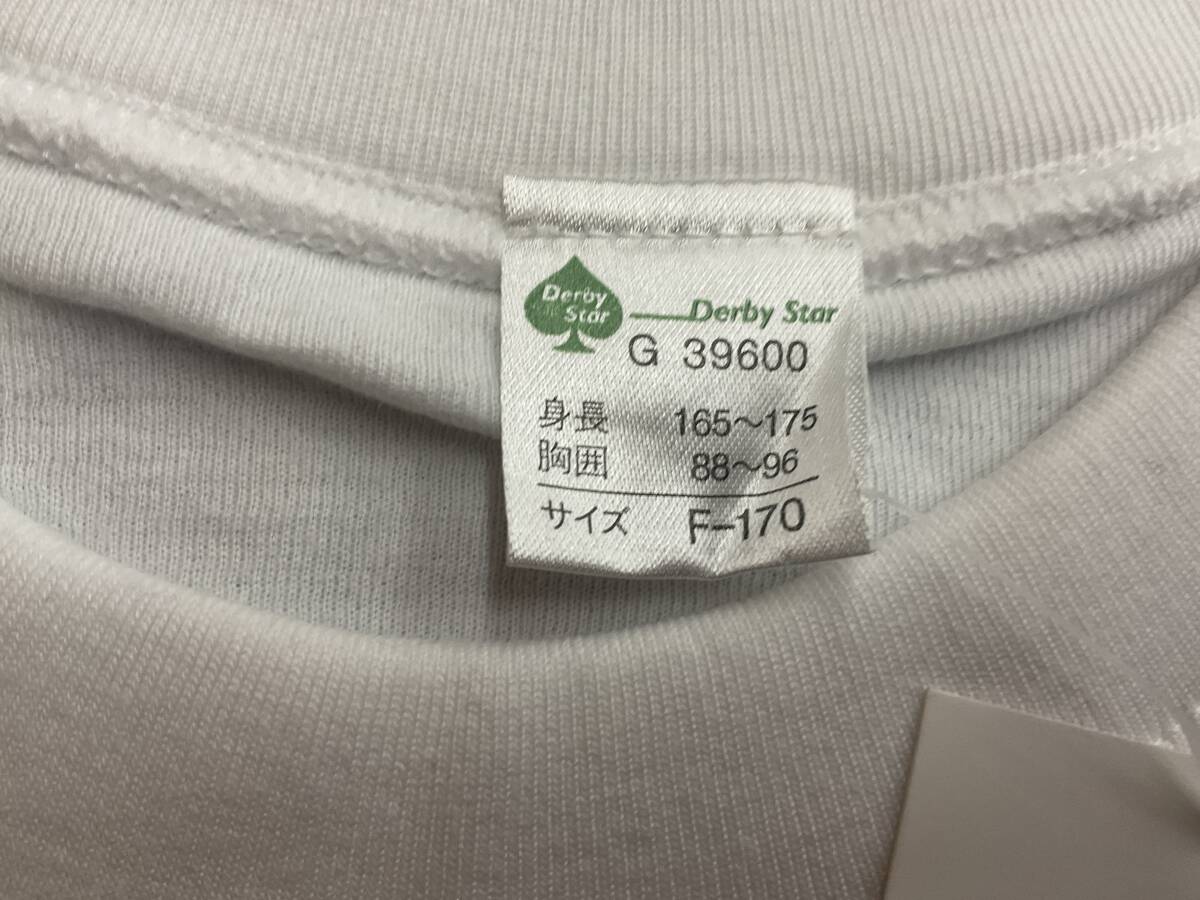 Derby
Star
Derby Star
G 39600
身長 165～175
胸囲 88～96
サイズ F-170